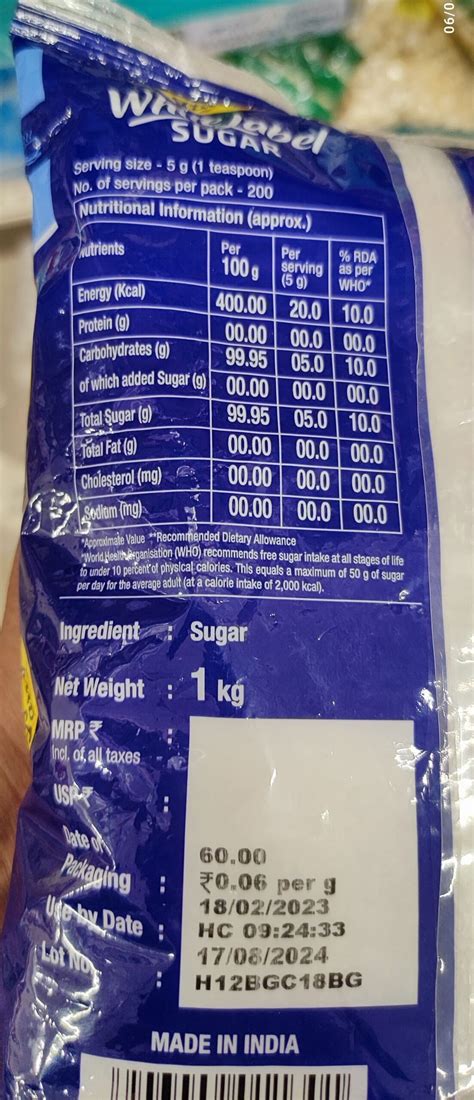 06/0
White Label
SUGAR
Serving size - 5 g (1 teaspoon)
No. of servings per pack - 200
Nutritional Information (approx.)
Nutrients Per 100 g Per serving (5 g) % RDA as per WHO*
Energy (Kcal) 400.00 20.0 10.0
Protein (g) 00.00 00.0 00.0
Carbohydrates (g) 99.95 05.0 10.0
of which added Sugar (g) 00.00 00.0 00.0
Total Sugar (g) 99.95 05.0 10.0
Total Fat (g) 00.00 00.0 00.0
Cholesterol (mg) 00.00 00.0 00.0
Sodium (mg) 00.00 00.0 00.0
*Approximate Value **Recommended Dietary Allowance
*World Health Organisation (WHO) recommends free sugar intake at all stages of life
to under 10 percent of physical calories. This equals a maximum of 50 g of sugar
per day for the average adult (at a calorie intake of 2,000 kcal).
Ingredient : Sugar
Net Weight : 1 kg
MRP ₹ :
Incl. of all taxes
USP ₹ :
Date of
Packaging :
Use by Date :
Lot No :
60.00
₹0.06 per g
18/02/2023
HC 09:24:33
17/08/2024
H12BGC18BG
MADE IN INDIA